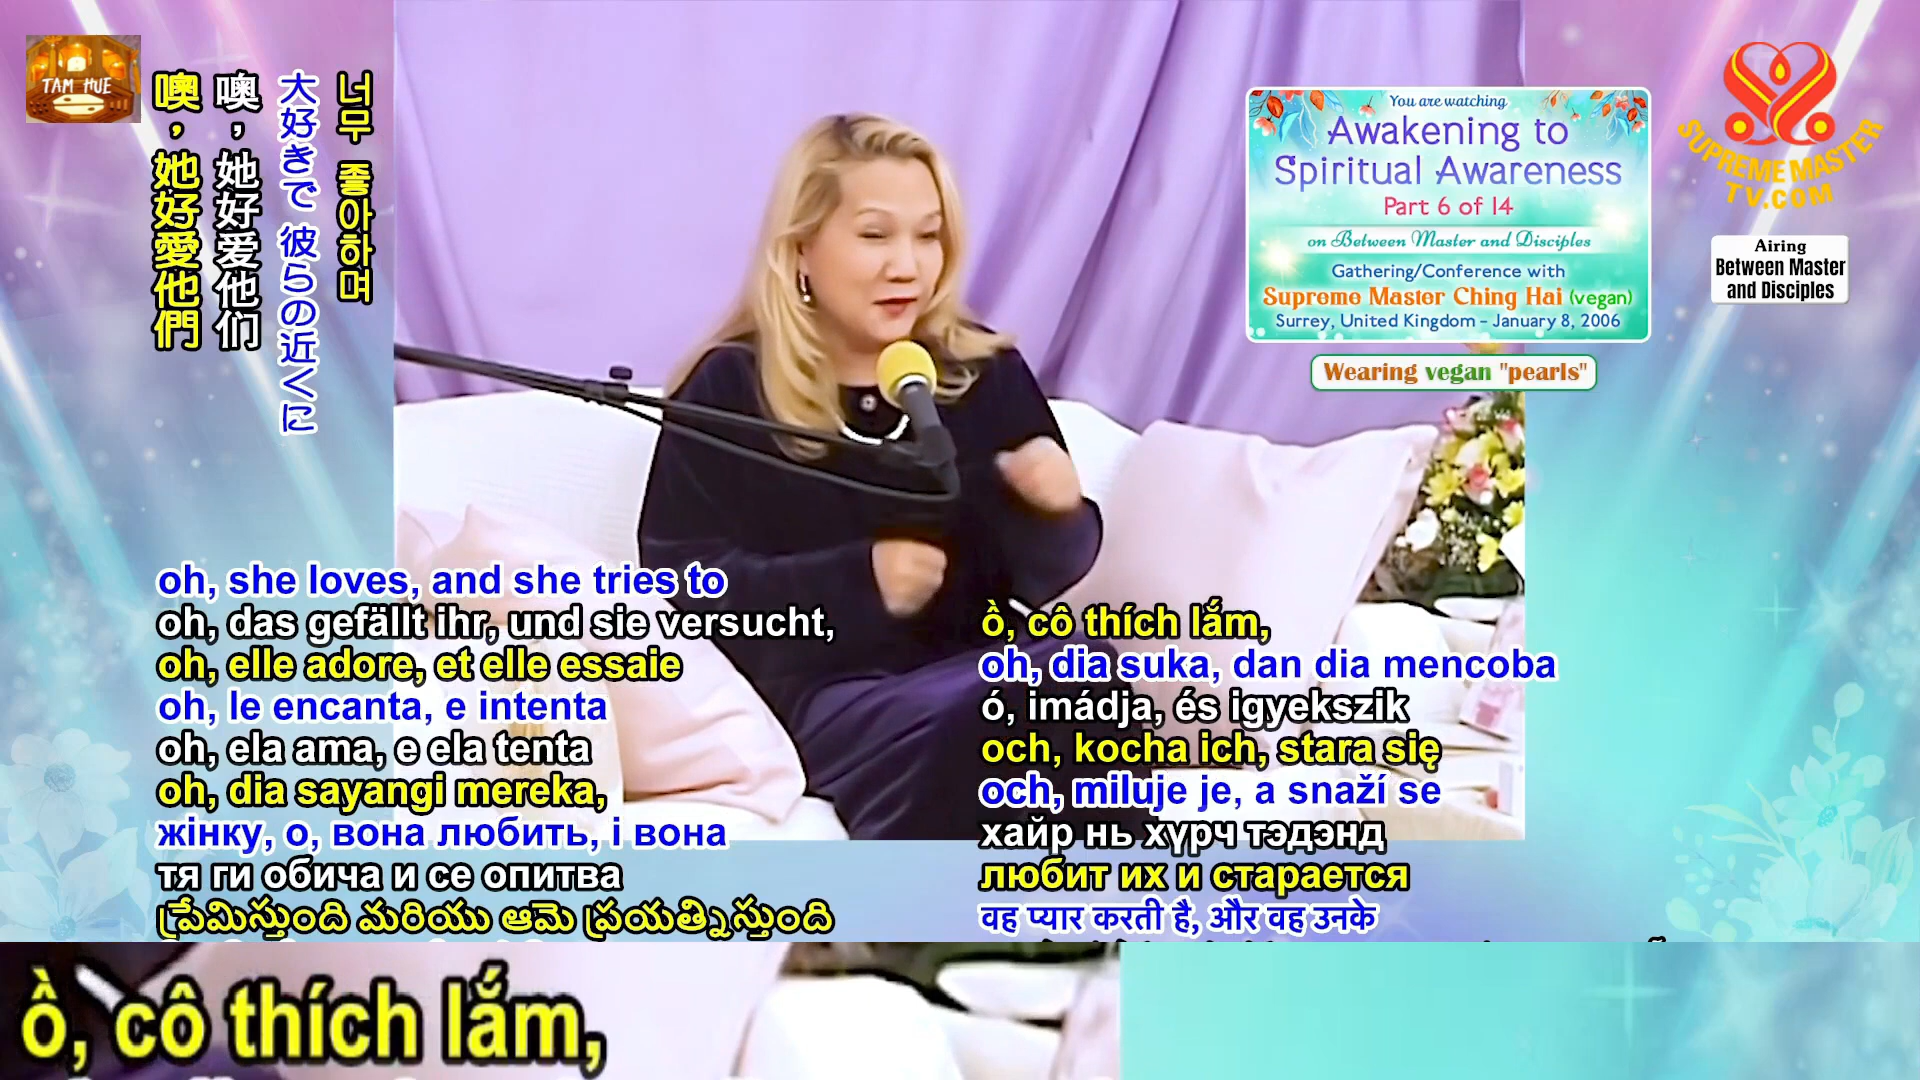 TAM HUE
噢，她好愛他們
噢，她好爱他们
大好きで 彼らの近くに
너무 좋아하며
You are watching
Awakening to
Spiritual Awareness
Part 6 of 14
on Between Master and Disciples
Gathering/Conference with
Supreme Master Ching Hai (vegan)
Surrey, United Kingdom - January 8, 2006
Wearing vegan "pearls"
SUPREME MASTER
TV.COM
Airing
Between Master
and Disciples
oh, she loves, and she tries to
oh, das gefällt ihr, und sie versucht,
oh, elle adore, et elle essaie
oh, le encanta, e intenta
oh, ela ama, e ela tenta
oh, dia sayangi mereka,
жінку, о, вона любить, і вона
тя ги обича и се опитва
ప్రేమిస్తుంది మరియు ఆమె ప్రయత్నిస్తుంది
ồ, cô thích lắm,
oh, dia suka, dan dia mencoba
ó, imádja, és igyekszik
och, kocha ich, stara się
och, miluje je, a snaží se
хайр нь хүрч тэдэнд
любит их и старается
वह प्यार करती है, और वह उनके
ồ, cô thích lắm,